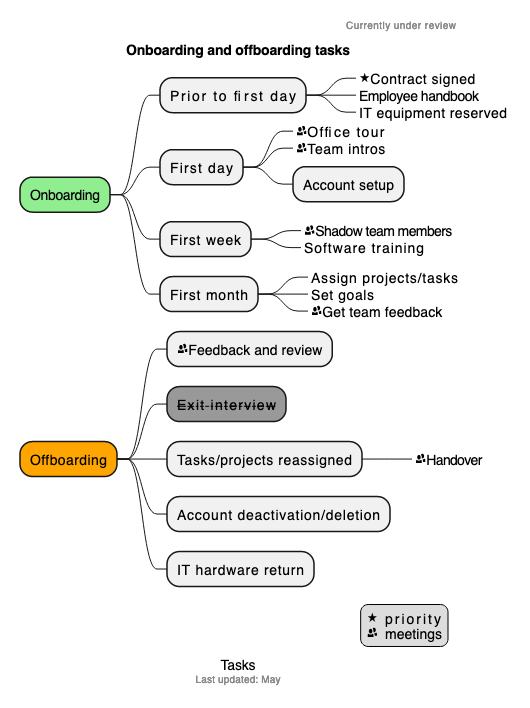 Currently under review
Onboarding and offboarding tasks
Onboarding
Prior to first day
★Contract signed
Employee handbook
IT equipment reserved
First day
Office tour
Team intros
Account setup
First week
Shadow team members
Software training
First month
Assign projects/tasks
Set goals
Get team feedback
Offboarding
Feedback and review
Exit interview
Tasks/projects reassigned
Handover
Account deactivation/deletion
IT hardware return
★ priority
meetings
Tasks
Last updated: May